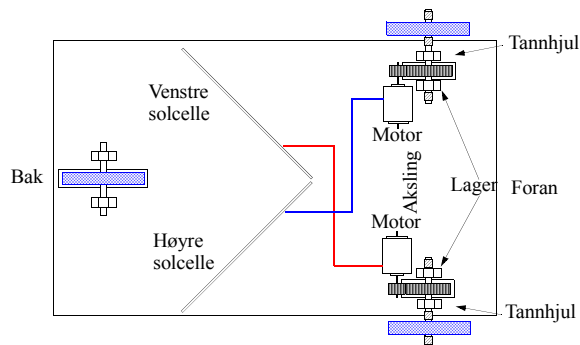 Tannhjul
Venstre
solcelle
Motor
Bak
Aksling
Lager
Foran
Motor
Høyre
solcelle
Tannhjul